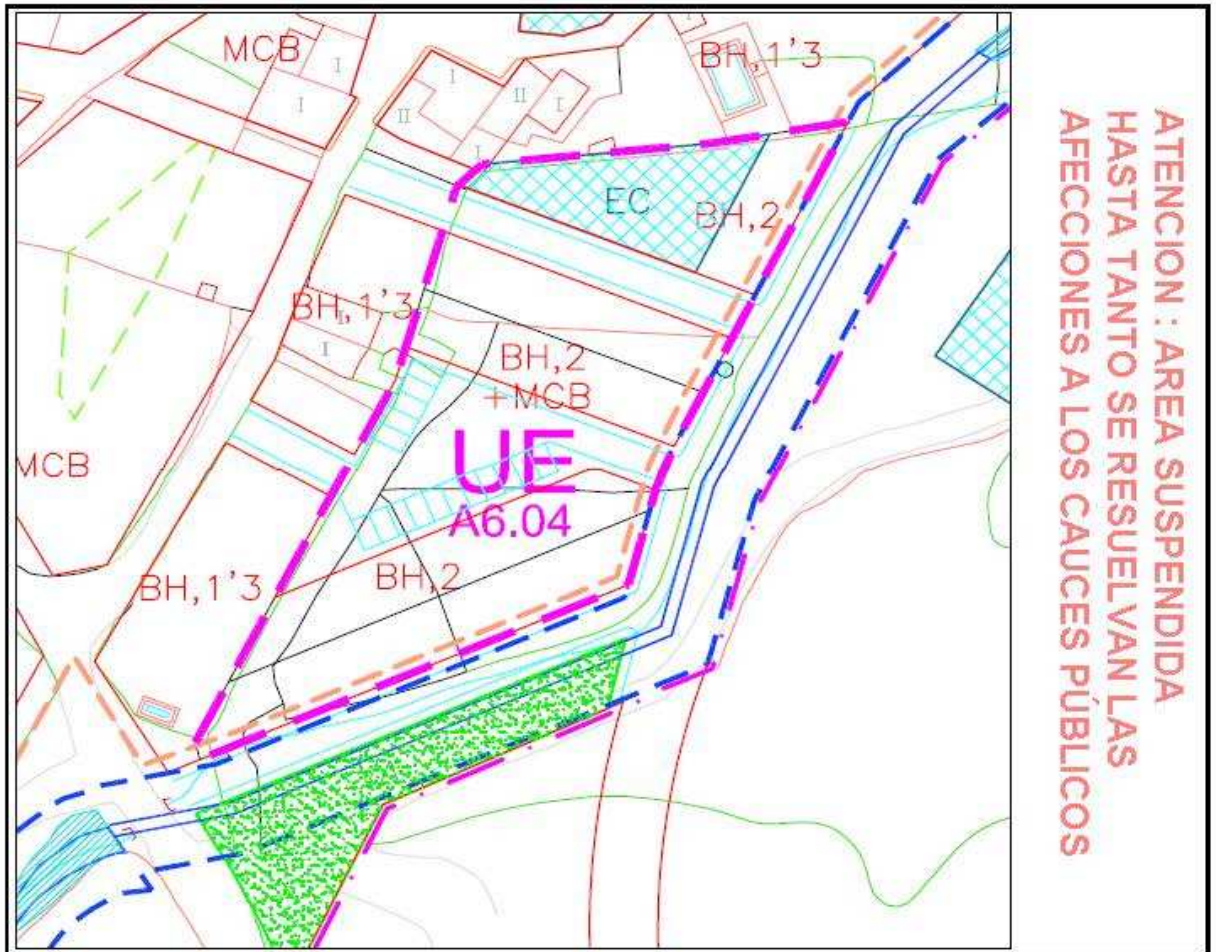 MCB
I
I
I
II
II
I
I
BH,1'3
EC
BH,2
BH,1'3
I
I
BH,2
+MCB
MCB
UE
A6.04
BH,2
BH,1'3
ATENCION : AREA SUSPENDIDA
HASTA TANTO SE RESUELVAN LAS
AFECCIONES A LOS CAUCES PÚBLICOS